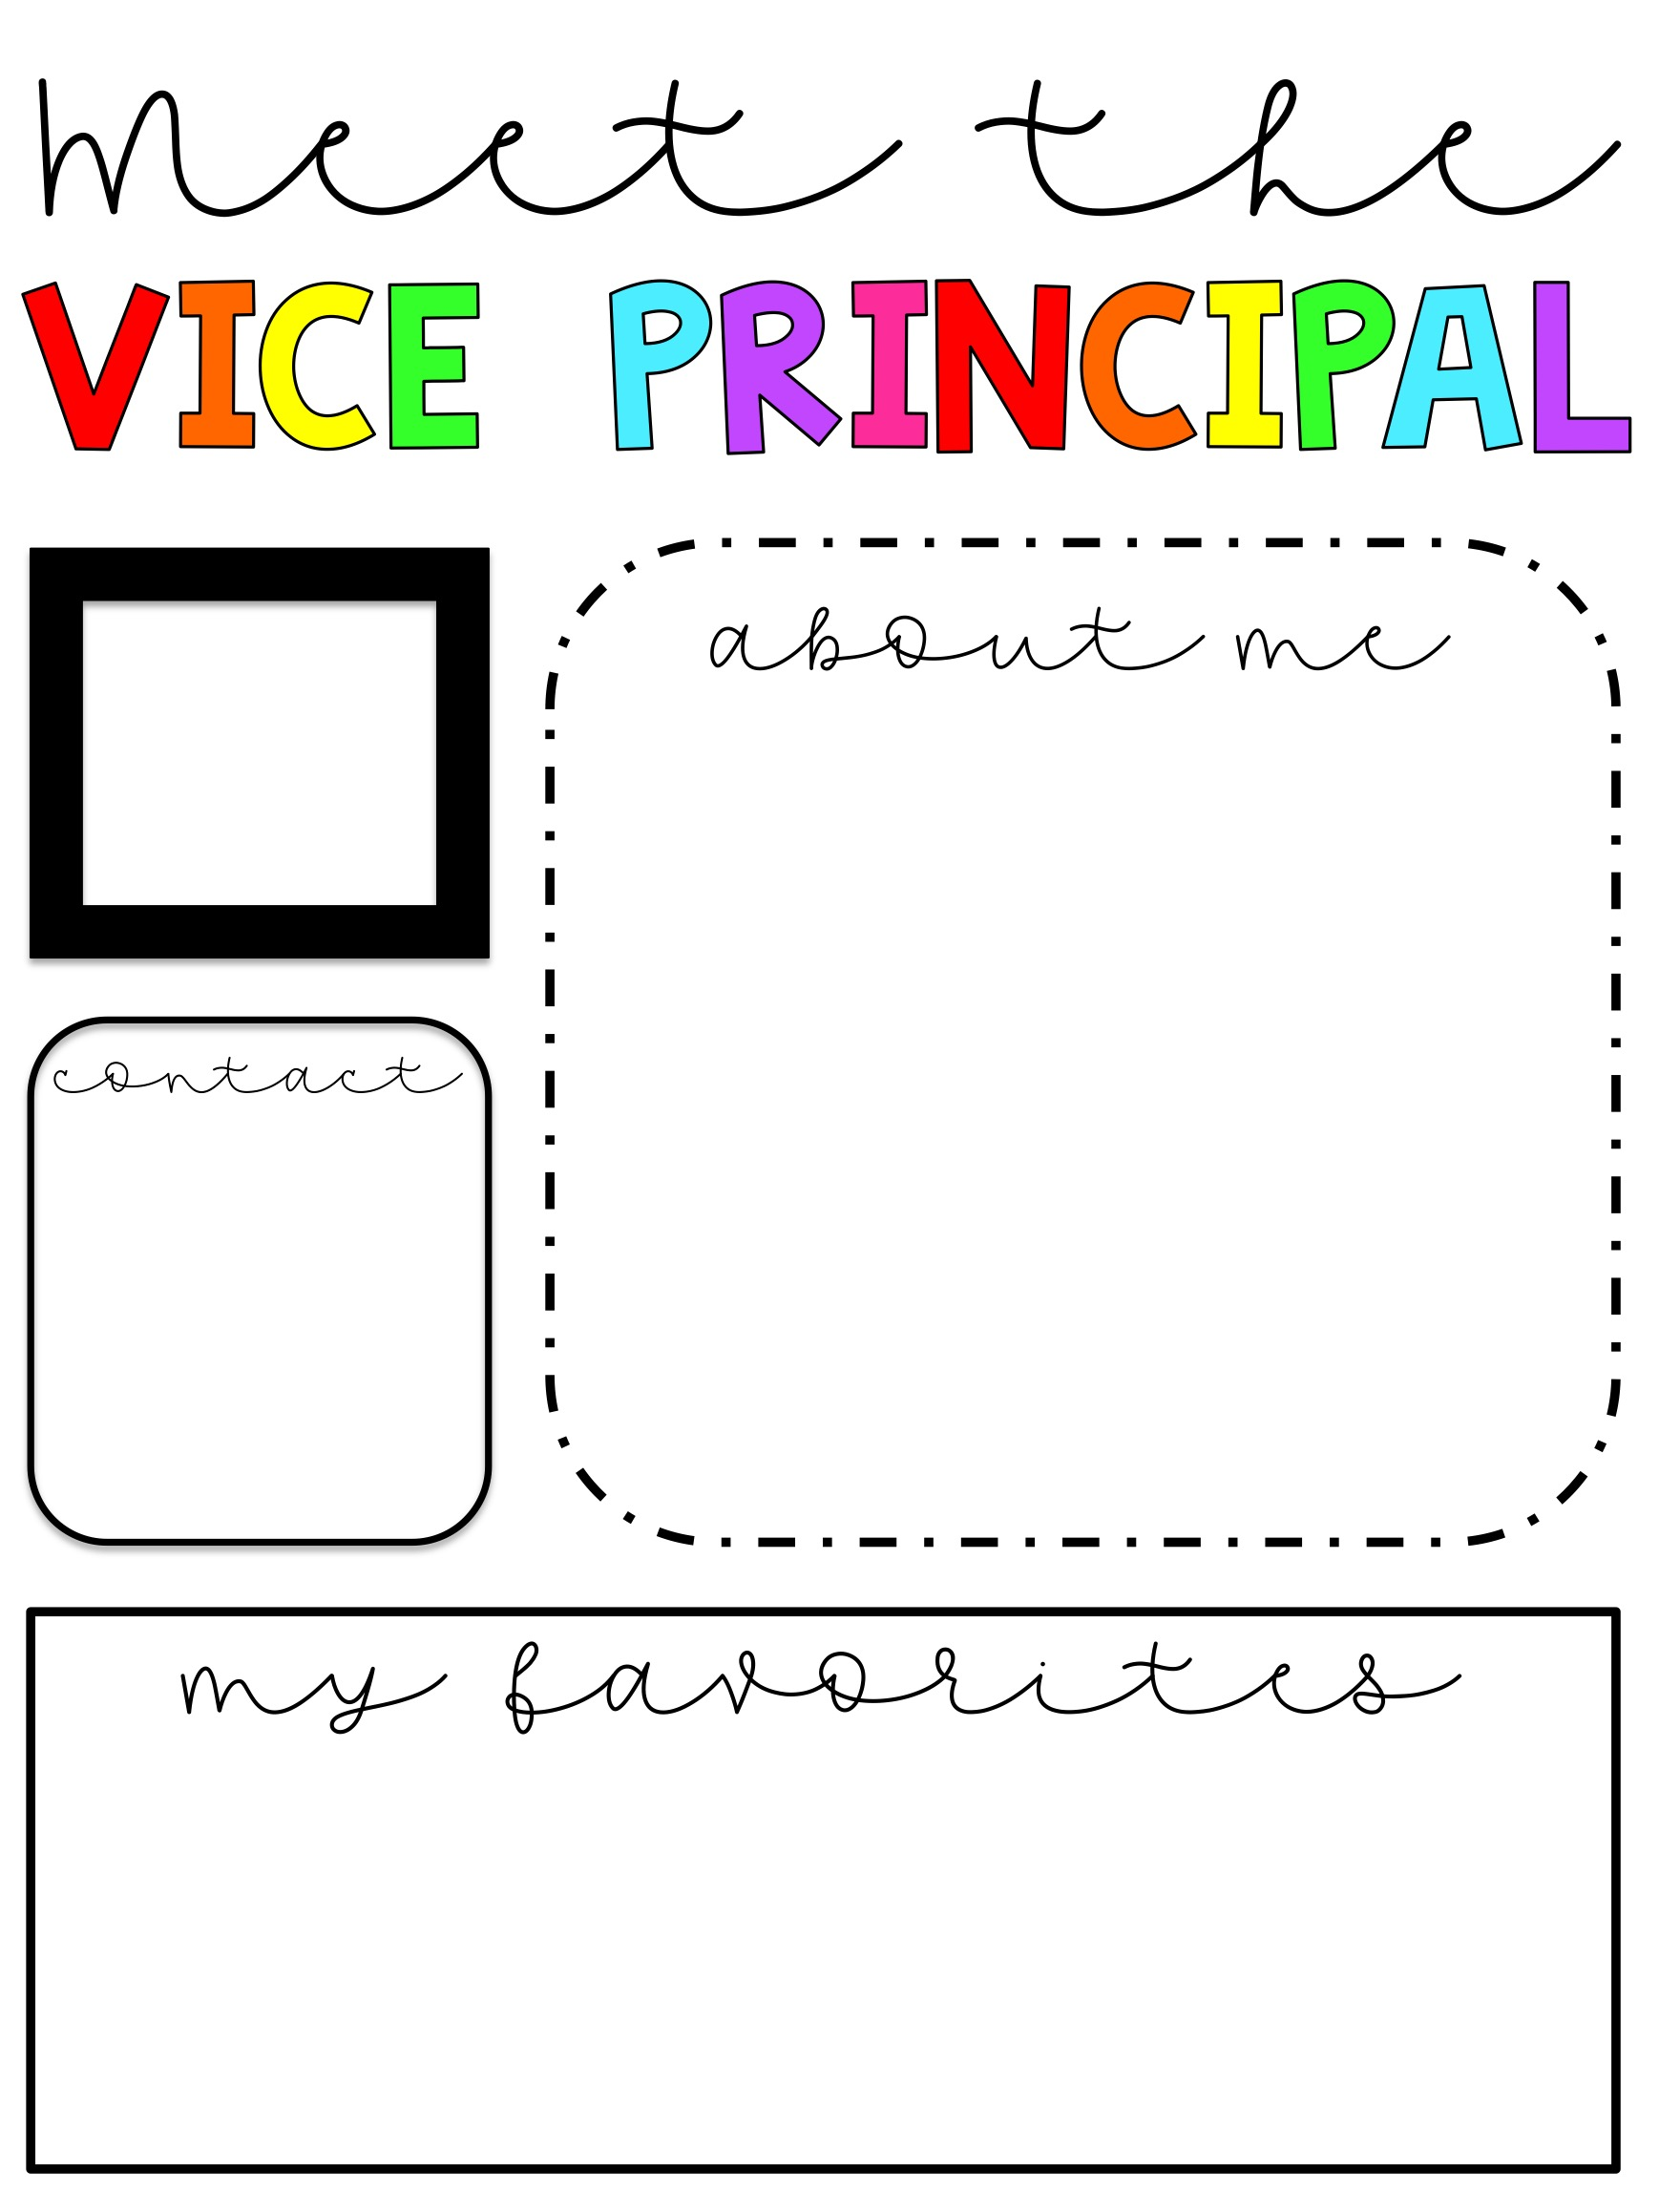 Meet the
VICE PRINCIPAL
about me
contact
my favorites